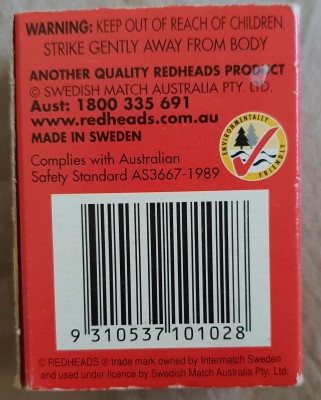 WARNING: KEEP OUT OF REACH OF CHILDREN.
STRIKE GENTLY AWAY FROM BODY
ANOTHER QUALITY REDHEADS PRODUCT
© SWEDISH MATCH AUSTRALIA PTY. LTD.
Aust: 1800 335 691
www.redheads.com.au
MADE IN SWEDEN
ENVIRONMENTALLY FRIENDLY
Complies with Australian
Safety Standard AS3667-1989
9 310537 101028
© REDHEADS ® trade mark owned by Intermatch Sweden
and used under licence by Swedish Match Australia Pty. Ltd.